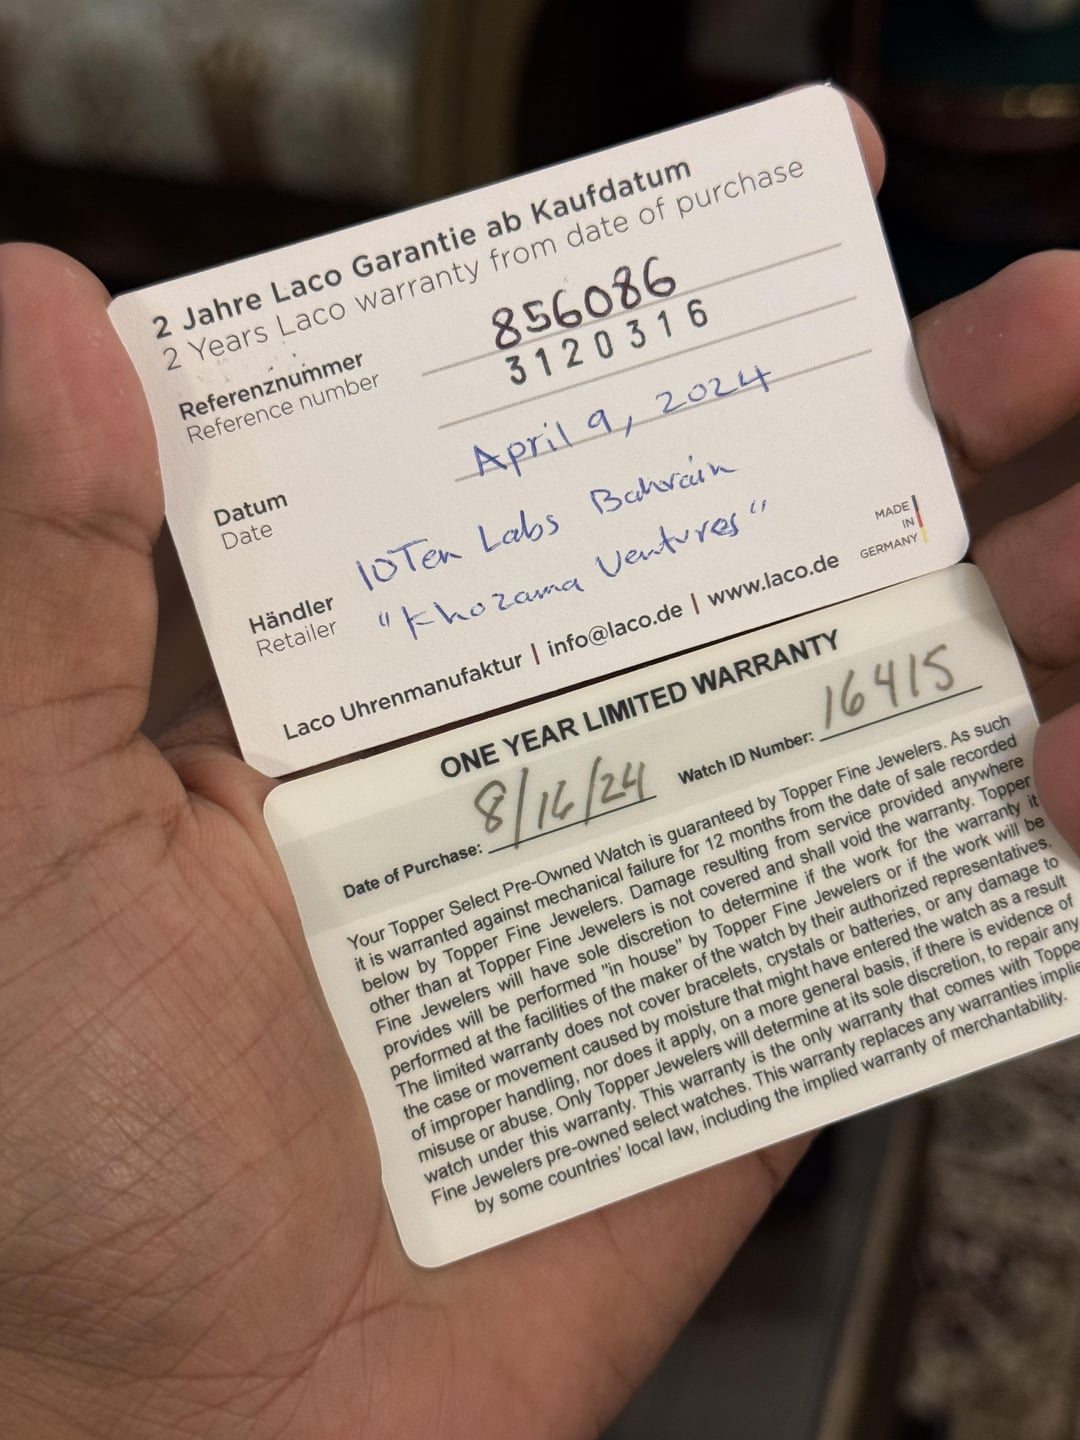 2 Jahre Laco Garantie ab Kaufdatum
2 Years Laco warranty from date of purchase
Referenznummer 856086
Reference number 3120316
Datum April 9, 2024
Date
Händler 10Ten Labs Bahrain
Retailer "Khozama Ventures"
MADE
IN
GERMANY
Laco Uhrenmanufaktur | info@laco.de | www.laco.de
ONE YEAR LIMITED WARRANTY
Date of Purchase: 8/16/24 Watch ID Number: 16415
Your Topper Select Pre-Owned Watch is guaranteed by Topper Fine Jewelers. As such
it is warranted against mechanical failure for 12 months from the date of sale recorded
below by Topper Fine Jewelers. Damage resulting from service provided anywhere
other than at Topper Fine Jewelers is not covered and shall void the warranty. Topper
Fine Jewelers will have sole discretion to determine if the work for the warranty it
provides will be performed "in house" by Topper Fine Jewelers or if the work will be
performed at the facilities of the maker of the watch by their authorized representatives.
The limited warranty does not cover bracelets, crystals or batteries, or any damage to
the case or movement caused by moisture that might have entered the watch as a result
of improper handling, nor does it apply, on a more general basis, if there is evidence of
misuse or abuse. Only Topper Jewelers will determine at its sole discretion, to repair any
watch under this warranty. This warranty is the only warranty that comes with Toppe
Fine Jewelers pre-owned select watches. This warranty replaces any warranties implie
by some countries' local law, including the implied warranty of merchantability.